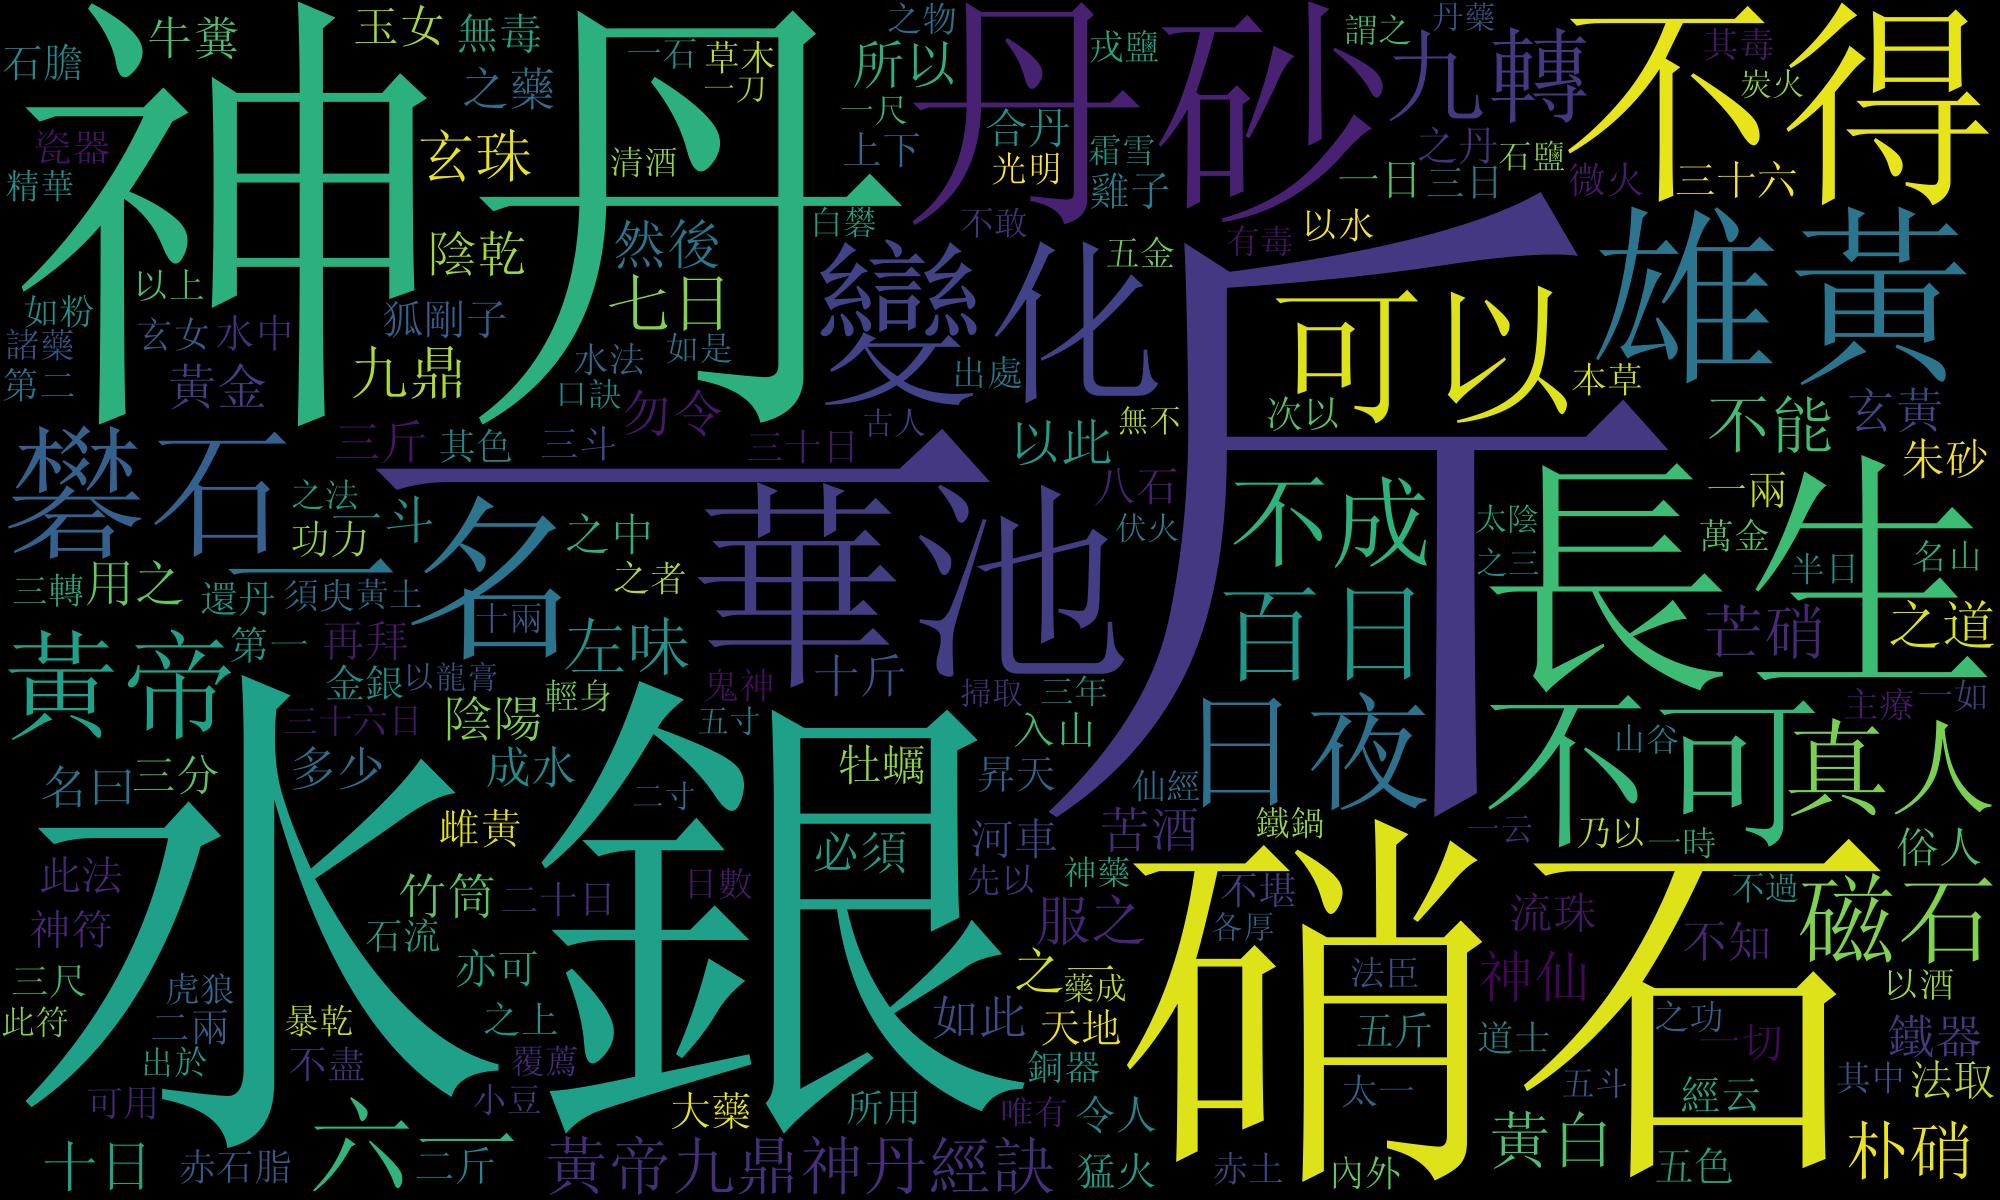 神丹
丹砂
不得
水銀
硝石
一斤
雄黃
長生
華池
變化
可以
礬石
一名
黃帝
不可
日夜
百日
不成
九轉
真人
磁石
石膽
牛糞
玉女
無毒
之藥
一石
草木
一刀
之物
所以
一尺
上下
戎鹽
合丹
光明
霜雪
雞子
謂之
丹藥
其毒
炭火
之丹
石鹽
一日
三日
微火
三十六
瓷器
精華
玄珠
清酒
陰乾
然後
七日
白礬
不敢
五金
有毒
以水
以上
如粉
諸藥
第二
玄女
水中
黃金
狐剛子
九鼎
水法
口訣
如是
勿令
出處
古人
無不
以此
次以
本草
不能
玄黃
朱砂
三斤
其色
三斗
三十日
八石
伏火
一兩
萬金
太陰
之三
半日
名山
之法
功力
一斗
之中
之者
三轉
用之
還丹
須臾
黃土
十兩
左味
十斤
芒硝
之道
第一
再拜
金銀
以龍膏
輕身
鬼神
掃取
三年
三十六日
陰陽
五寸
入山
主療
一如
山谷
名曰
三分
多少
成水
二寸
牡蠣
昇天
仙經
雌黃
必須
河車
苦酒
鐵鍋
一云
乃以
一時
俗人
此法
竹筒
二十日
日數
先以
神藥
不堪
不過
神符
石流
服之
各厚
流珠
不知
三尺
虎狼
亦可
之一
藥成
法臣
神仙
以酒
此符
二兩
暴乾
之上
如此
天地
五斤
道士
之功
一切
鐵器
出於
不盡
覆薦
銅器
可用
小豆
大藥
所用
唯有
令人
太一
五斗
經云
其中
法取
十日
赤石脂
六一
二斤
黃帝九鼎神丹經訣
猛火
赤土
內外
黃白
五色
朴硝